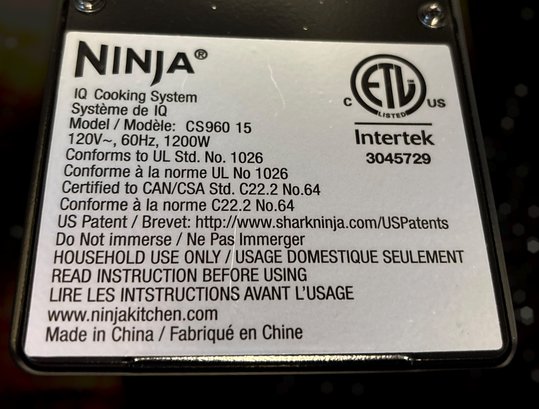 NINJA®
IQ Cooking System
Système de IQ
Model / Modèle: CS960 15
120V~, 60Hz, 1200W
Conforms to UL Std. No. 1026
Conforme à la norme UL No 1026
Certified to CAN/CSA Std. C22.2 No.64
Conforme à la norme C22.2 No.64
US Patent / Brevet: http://www.sharkninja.com/USPatents
Do Not immerse / Ne Pas Immerger
HOUSEHOLD USE ONLY / USAGE DOMESTIQUE SEULEMENT
READ INSTRUCTION BEFORE USING
LIRE LES INTSTRUCTIONS AVANT L'USAGE
www.ninjakitchen.com
Made in China / Fabriqué en Chine
C ETL US
LISTED
Intertek
3045729